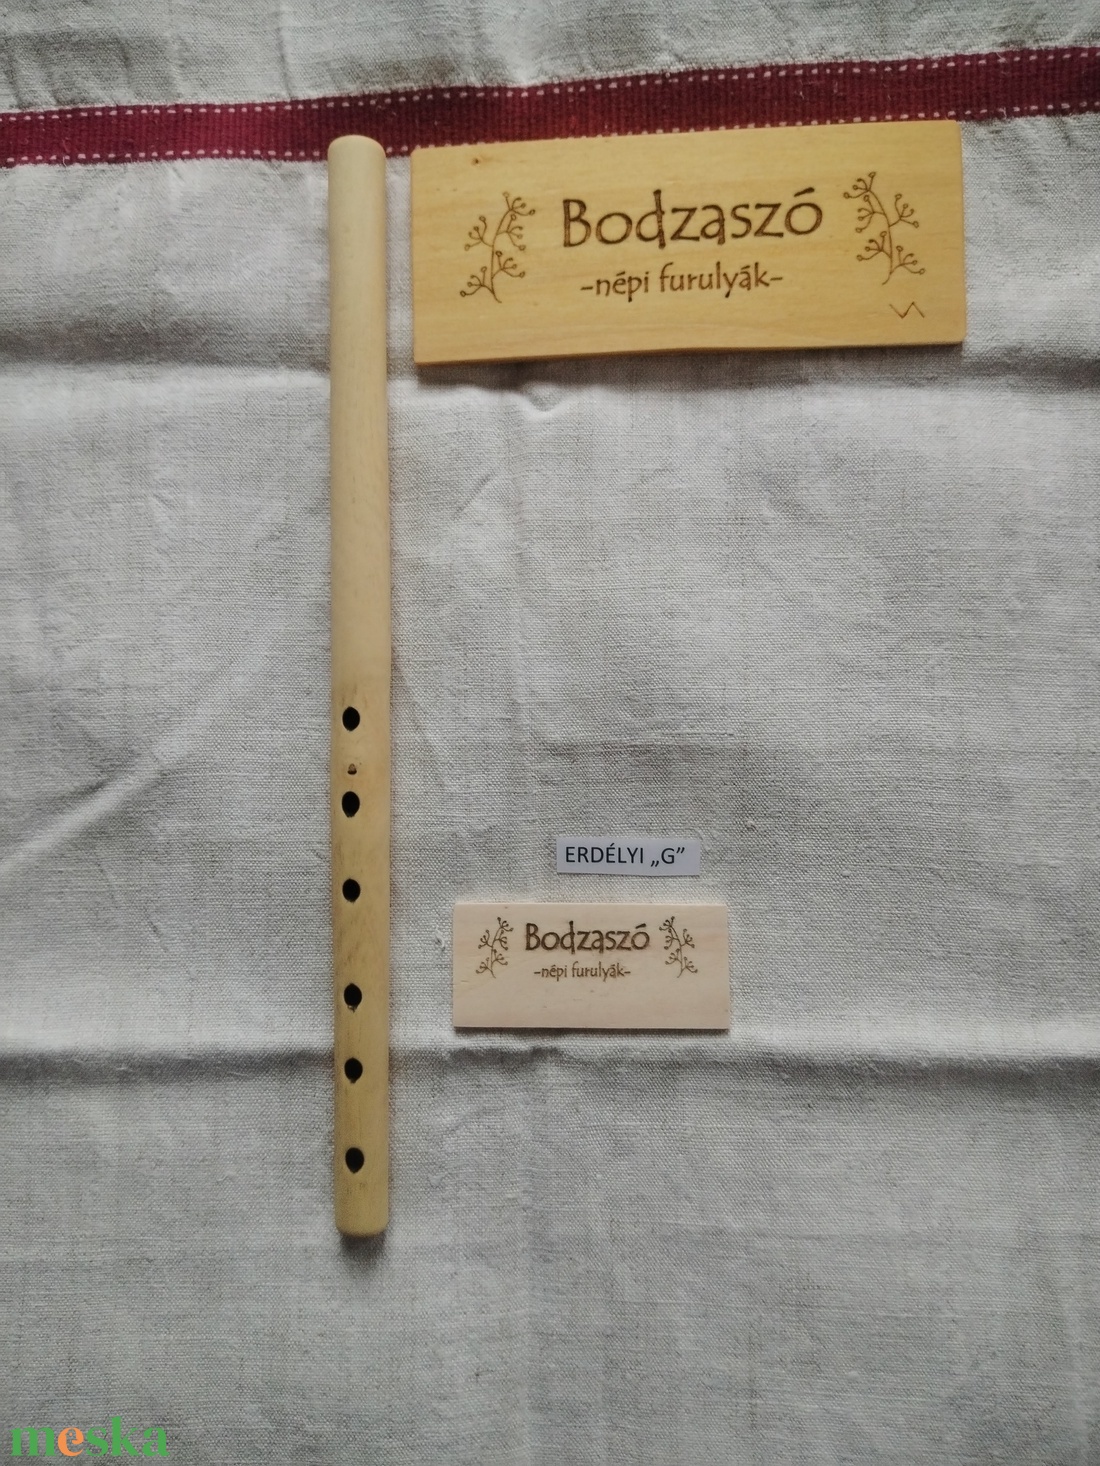 Bodzaszó
-népi furulyák-
ERDÉLYI „G”
Bodzaszó
-népi furulyák-
meska